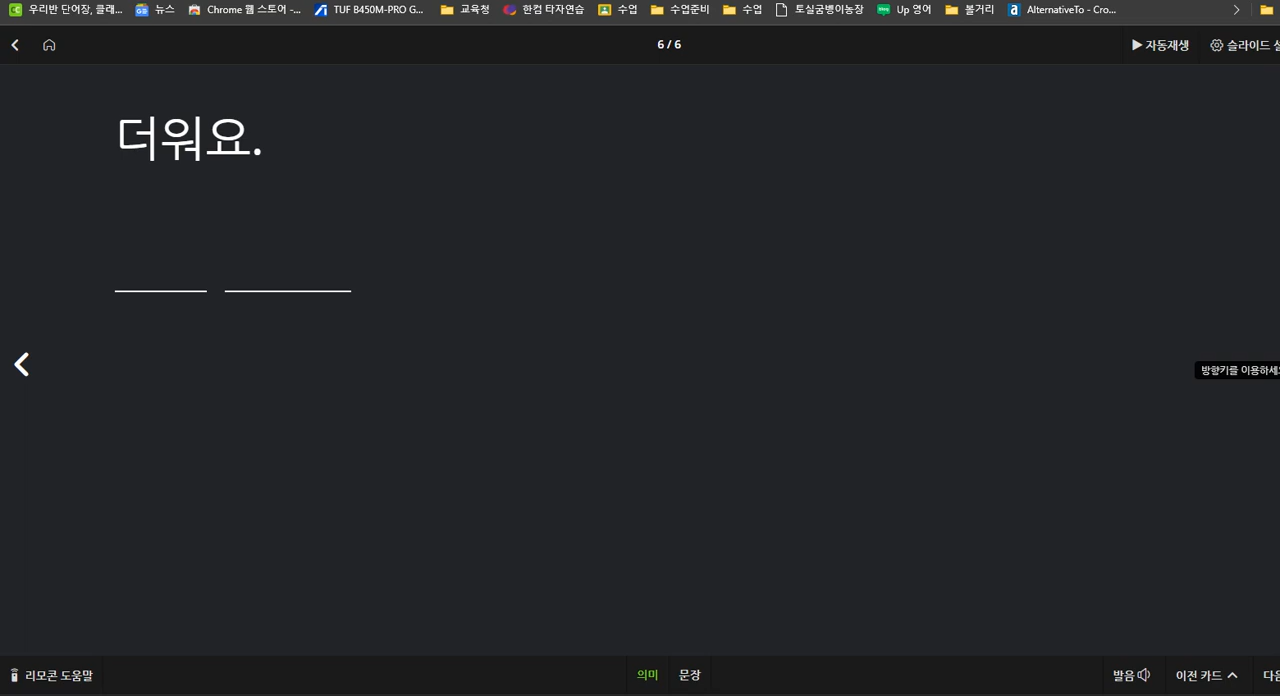 우리반 단어장, 클래... 뉴스 Chrome 웹 스토어 -... TUF B450M-PRO G... 교육청 한컴 타자연습 수업 수업준비 수업 토실굼벵이농장 Up 영어 볼거리 AlternativeTo - Cro...
6 / 6 자동재생 슬라이드
더워요.
방향키를 이용하세
리모콘 도움말 의미 문장 발음 이전 카드